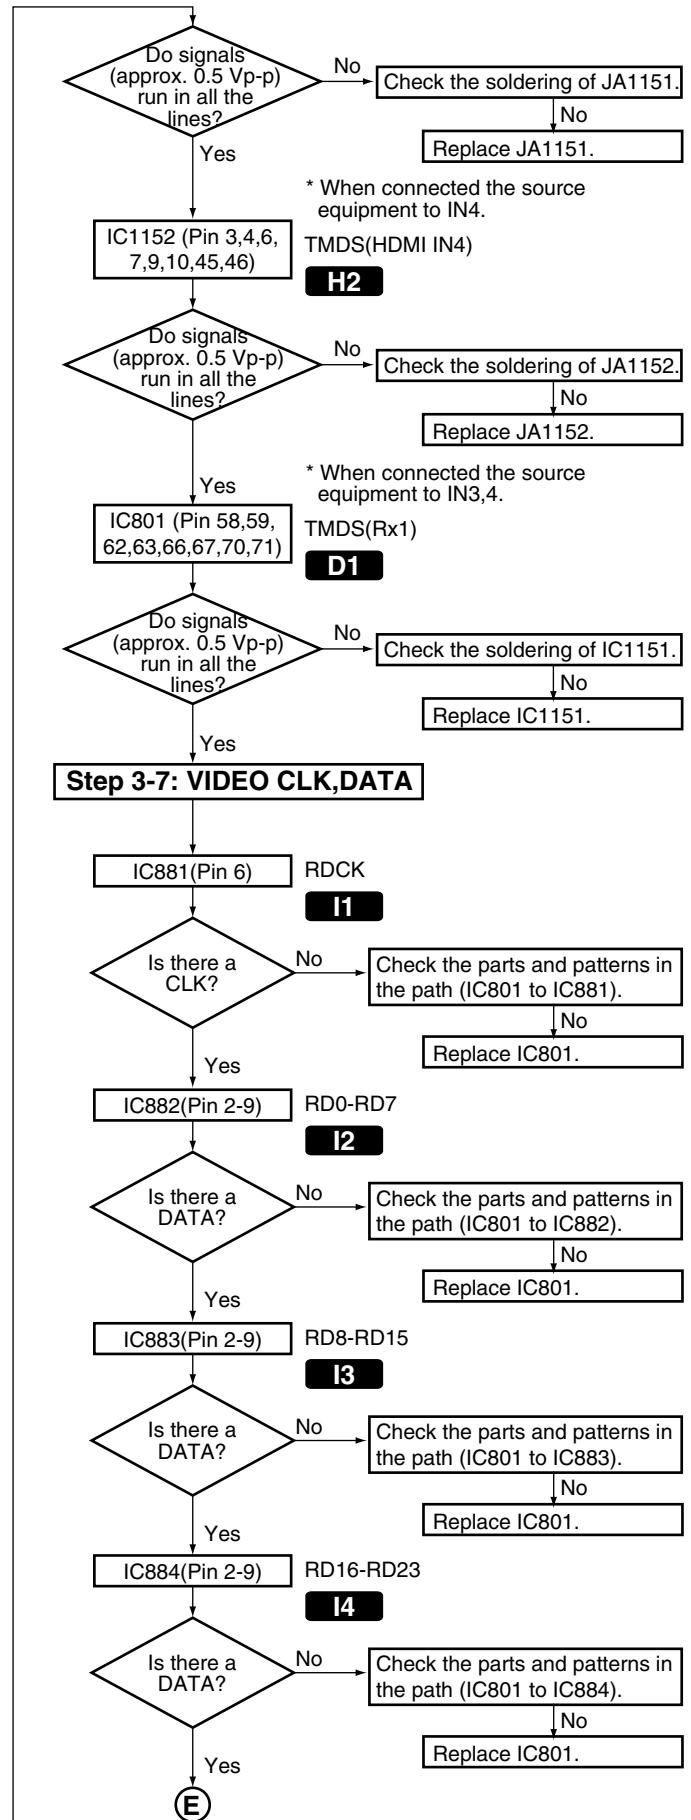 Do signals
(approx. 0.5 Vp-p)
run in all the
lines?
No
Check the soldering of JA1151.
No
Replace JA1151.
Yes
* When connected the source
equipment to IN4.
IC1152 (Pin 3,4,6,
7,9,10,45,46)
TMDS(HDMI IN4)
H2
Do signals
(approx. 0.5 Vp-p)
run in all the
lines?
No
Check the soldering of JA1152.
No
Replace JA1152.
Yes
* When connected the source
equipment to IN3,4.
IC801 (Pin 58,59,
62,63,66,67,70,71)
TMDS(Rx1)
D1
Do signals
(approx. 0.5 Vp-p)
run in all the
lines?
No
Check the soldering of IC1151.
No
Replace IC1151.
Yes
Step 3-7: VIDEO CLK,DATA
IC881(Pin 6)
RDCK
I1
Is there a
CLK?
No
Check the parts and patterns in
the path (IC801 to IC881).
No
Replace IC801.
Yes
IC882(Pin 2-9)
RD0-RD7
I2
Is there a
DATA?
No
Check the parts and patterns in
the path (IC801 to IC882).
No
Replace IC801.
Yes
IC883(Pin 2-9)
RD8-RD15
I3
Is there a
DATA?
No
Check the parts and patterns in
the path (IC801 to IC883).
No
Replace IC801.
Yes
IC884(Pin 2-9)
RD16-RD23
I4
Is there a
DATA?
No
Check the parts and patterns in
the path (IC801 to IC884).
No
Replace IC801.
Yes
E